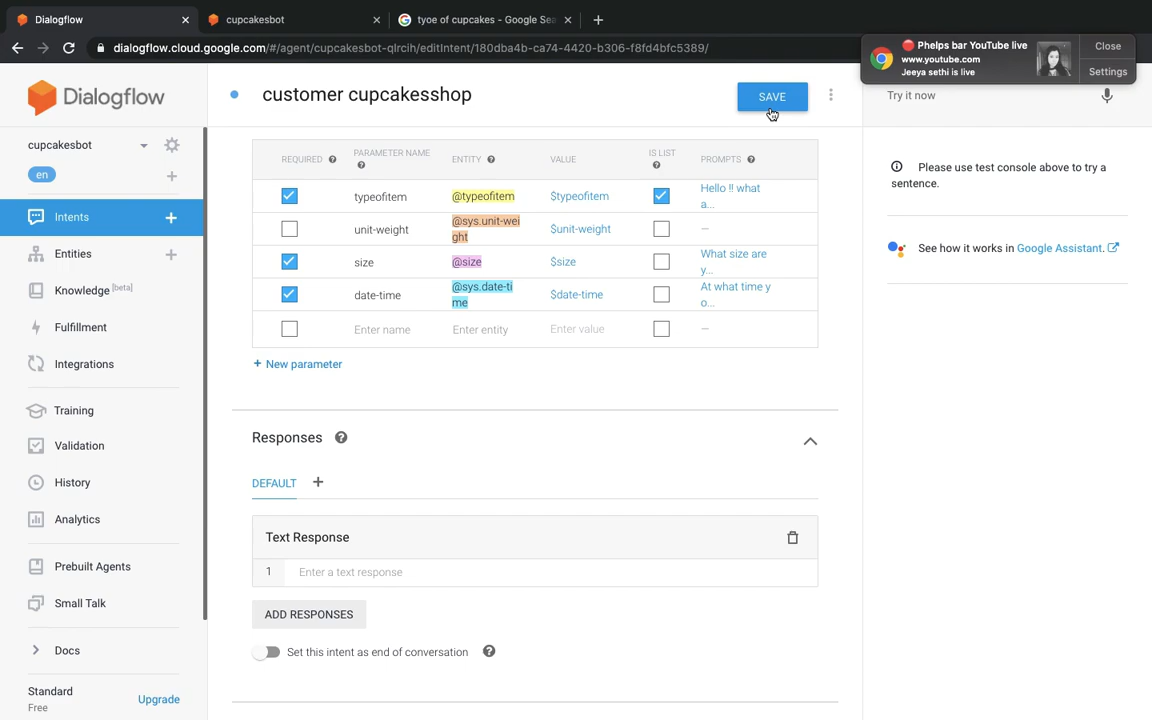 Dialogflow
cupcakesbot
tyoe of cupcakes - Google Sea
dialogflow.cloud.google.com/#/agent/cupcakesbot-qlrcih/editIntent/180dba4b-ca74-4420-b306-f8fd4bfc5389/
Phelps bar YouTube live
www.youtube.com
Jeeya sethi is live
Close
Settings
Dialogflow
customer cupcakesshop
SAVE
Try it now
cupcakesbot
en
Intents
Entities
Knowledge [beta]
Fulfillment
Integrations
Training
Validation
History
Analytics
Prebuilt Agents
Small Talk
Docs
Standard
Free
Upgrade
REQUIRED PARAMETER NAME ENTITY VALUE IS LIST PROMPTS
typeofitem @typeofitem $typeofitem Hello !! what a...
unit-weight @sys.unit-weight $unit-weight –
size @size $size What size are y...
date-time @sys.date-time $date-time At what time yo...
Enter name Enter entity Enter value –
+ New parameter
Responses
DEFAULT +
Text Response
1 Enter a text response
ADD RESPONSES
Set this intent as end of conversation
Please use test console above to try a
sentence.
See how it works in Google Assistant.